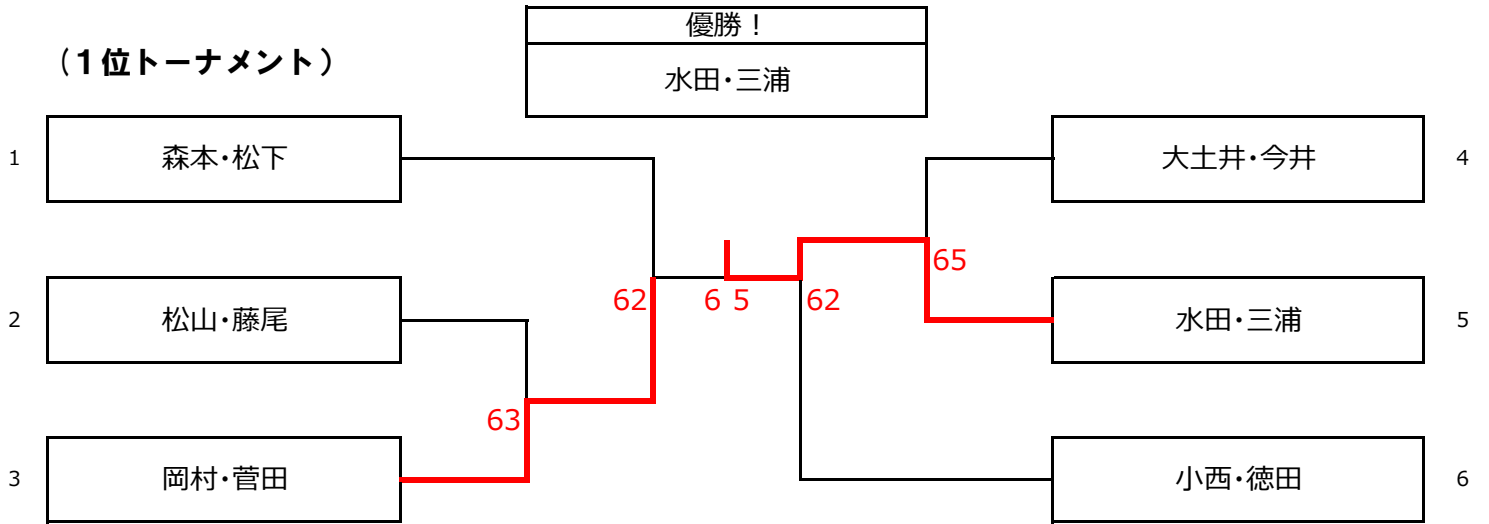 優勝！
（１位トーナメント）
水田・三浦
1 森本・松下 大土井・今井 4
65
62 6 5 62
2 松山・藤尾 水田・三浦 5
63
3 岡村・菅田 小西・徳田 6